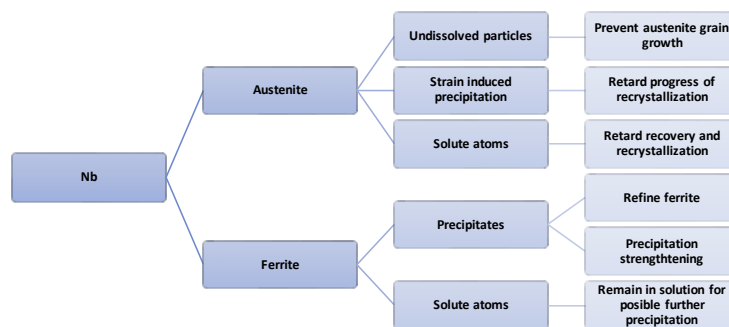 Nb
Austenite
Undissolved particles
Prevent austenite grain
growth
Strain induced
precipitation
Retard progress of
recrystallization
Solute atoms
Retard recovery and
recrystallization
Ferrite
Precipitates
Refine ferrite
Precipitation
strengthtening
Solute atoms
Remain in solution for
posible further
precipitation